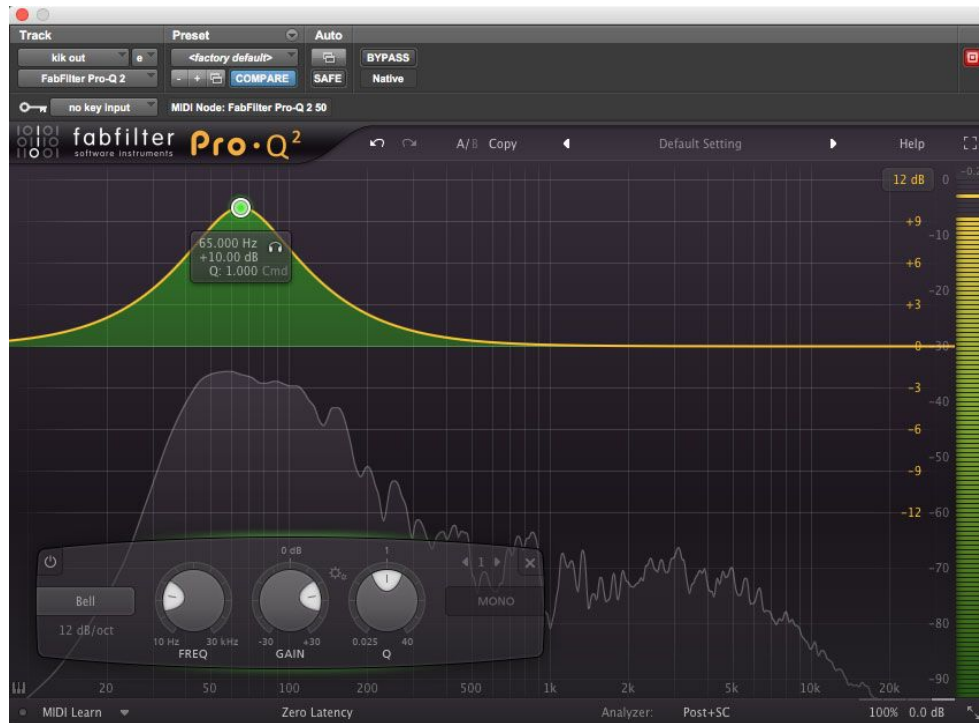 Track Preset Auto
kik out e <factory default> BYPASS
FabFilter Pro-Q 2 - + COMPARE SAFE Native
no key input MIDI Node: FabFilter Pro-Q 2 50
fabfilter Pro·Q²
software instruments
A/B Copy Default Setting Help
12 dB 0 -0.2
+9
-10
+6
-20
+3
0 -30
-3
-40
-6
-50
-9
-12 -60
-70
-80
-90
65.000 Hz
+10.00 dB
Q: 1.000 Cmd
0 dB 1 1
Bell MONO
12 dB/oct
10 Hz 30 kHz -30 +30 0.025 40
FREQ GAIN Q
20 50 100 200 500 1k 2k 5k 10k 20k
MIDI Learn Zero Latency Analyzer: Post+SC 100% 0.0 dB